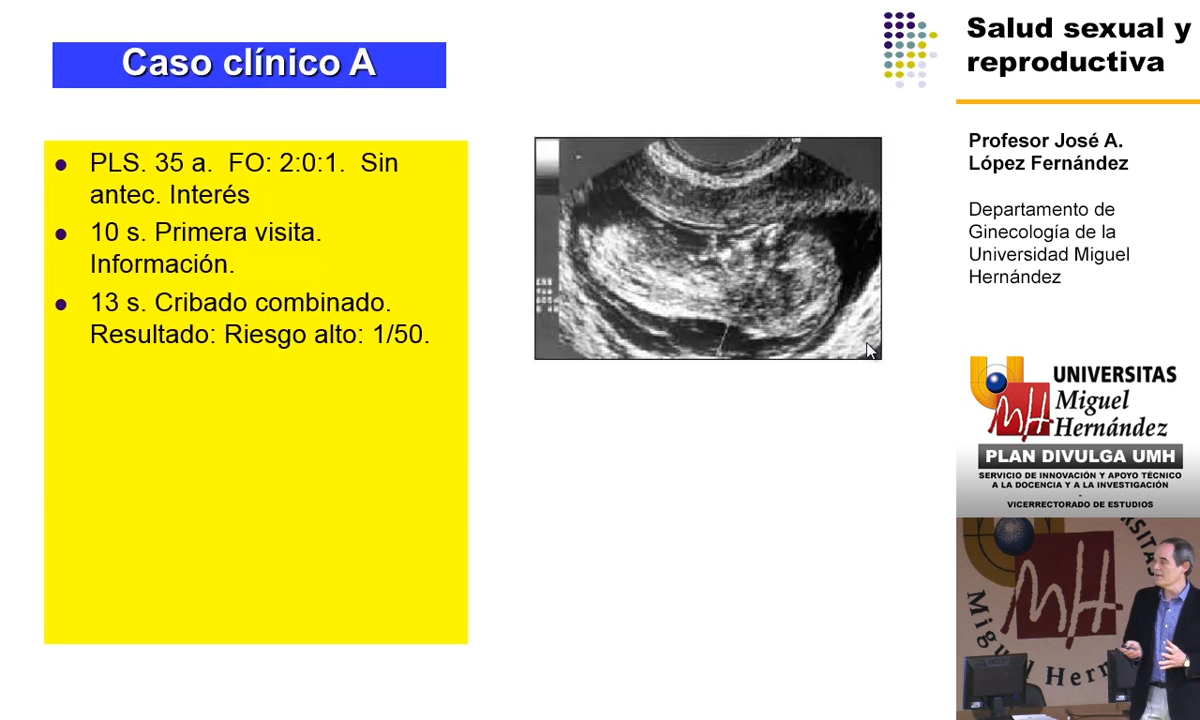 Caso clínico A
PLS. 35 a. FO: 2:0:1. Sin
antec. Interés
10 s. Primera visita.
Información.
13 s. Cribado combinado.
Resultado: Riesgo alto: 1/50.
Salud sexual y
reproductiva
Profesor José A.
López Fernández
Departamento de
Ginecología de la
Universidad Miguel
Hernández
UNIVERSITAS
Miguel
Hernández
PLAN DIVULGA UMH
SERVICIO DE INNOVACIÓN Y APOYO TÉCNICO
A LA DOCENCIA Y A LA INVESTIGACIÓN
-
VICERRECTORADO DE ESTUDIOS